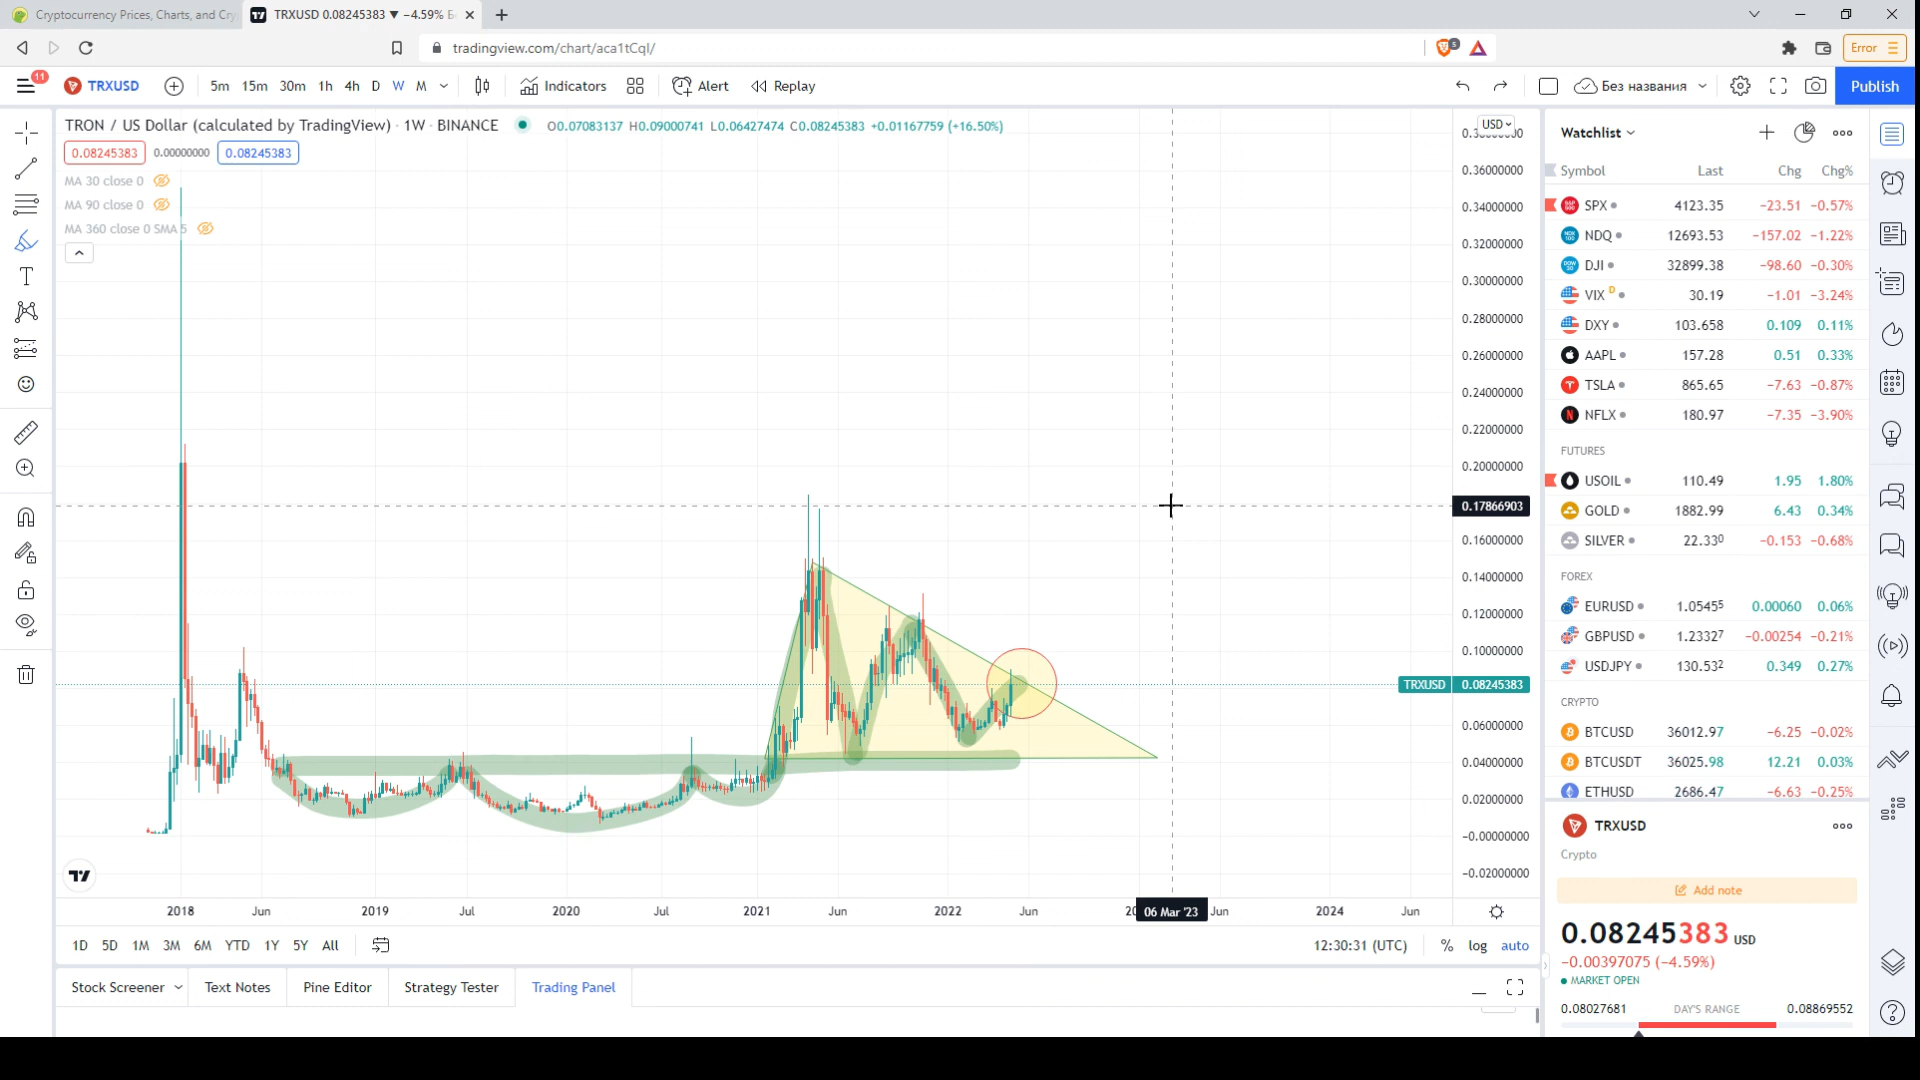 Cryptocurrency Prices, Charts, and Cry
TRXUSD 0.08245383 ▼ −4.59% Б
tradingview.com/chart/aca1tCqI/
5
Error
11
TRXUSD
5m 15m 30m 1h 4h D W M
Indicators
Alert
Replay
Без названия
Publish
TRON / US Dollar (calculated by TradingView) · 1W · BINANCE
O0.07083137 H0.09000741 L0.06427474 C0.08245383 +0.01167759 (+16.50%)
0.08245383 0.00000000 0.08245383
MA 30 close 0
MA 90 close 0
MA 360 close 0 SMA 5
USD
0.36000000
0.34000000
0.32000000
0.30000000
0.28000000
0.26000000
0.24000000
0.22000000
0.20000000
0.17866903
0.16000000
0.14000000
0.12000000
0.10000000
TRXUSD 0.08245383
0.06000000
0.04000000
0.02000000
−0.00000000
−0.02000000
2018 Jun 2019 Jul 2020 Jul 2021 Jun 2022 Jun 06 Mar '23 Jun 2024 Jun
1D 5D 1M 3M 6M YTD 1Y 5Y All
12:30:31 (UTC) % log auto
Stock Screener Text Notes Pine Editor Strategy Tester Trading Panel
Watchlist
Symbol Last Chg Chg%
SPX 4123.35 −23.51 −0.57%
NDQ 12693.53 −157.02 −1.22%
DJI 32899.38 −98.60 −0.30%
VIX D 30.19 −1.01 −3.24%
DXY 103.658 0.109 0.11%
AAPL 157.28 0.51 0.33%
TSLA 865.65 −7.63 −0.87%
NFLX 180.97 −7.35 −3.90%
FUTURES
USOIL 110.49 1.95 1.80%
GOLD 1882.99 6.43 0.34%
SILVER 22.330 −0.153 −0.68%
FOREX
EURUSD 1.05455 0.00060 0.06%
GBPUSD 1.23327 −0.00254 −0.21%
USDJPY 130.532 0.349 0.27%
CRYPTO
BTCUSD 36012.97 −6.25 −0.02%
BTCUSDT 36025.98 12.21 0.03%
ETHUSD 2686.47 −6.63 −0.25%
TRXUSD
Crypto
Add note
0.08245383 USD
−0.00397075 (−4.59%)
MARKET OPEN
0.08027681 DAY'S RANGE 0.08869552